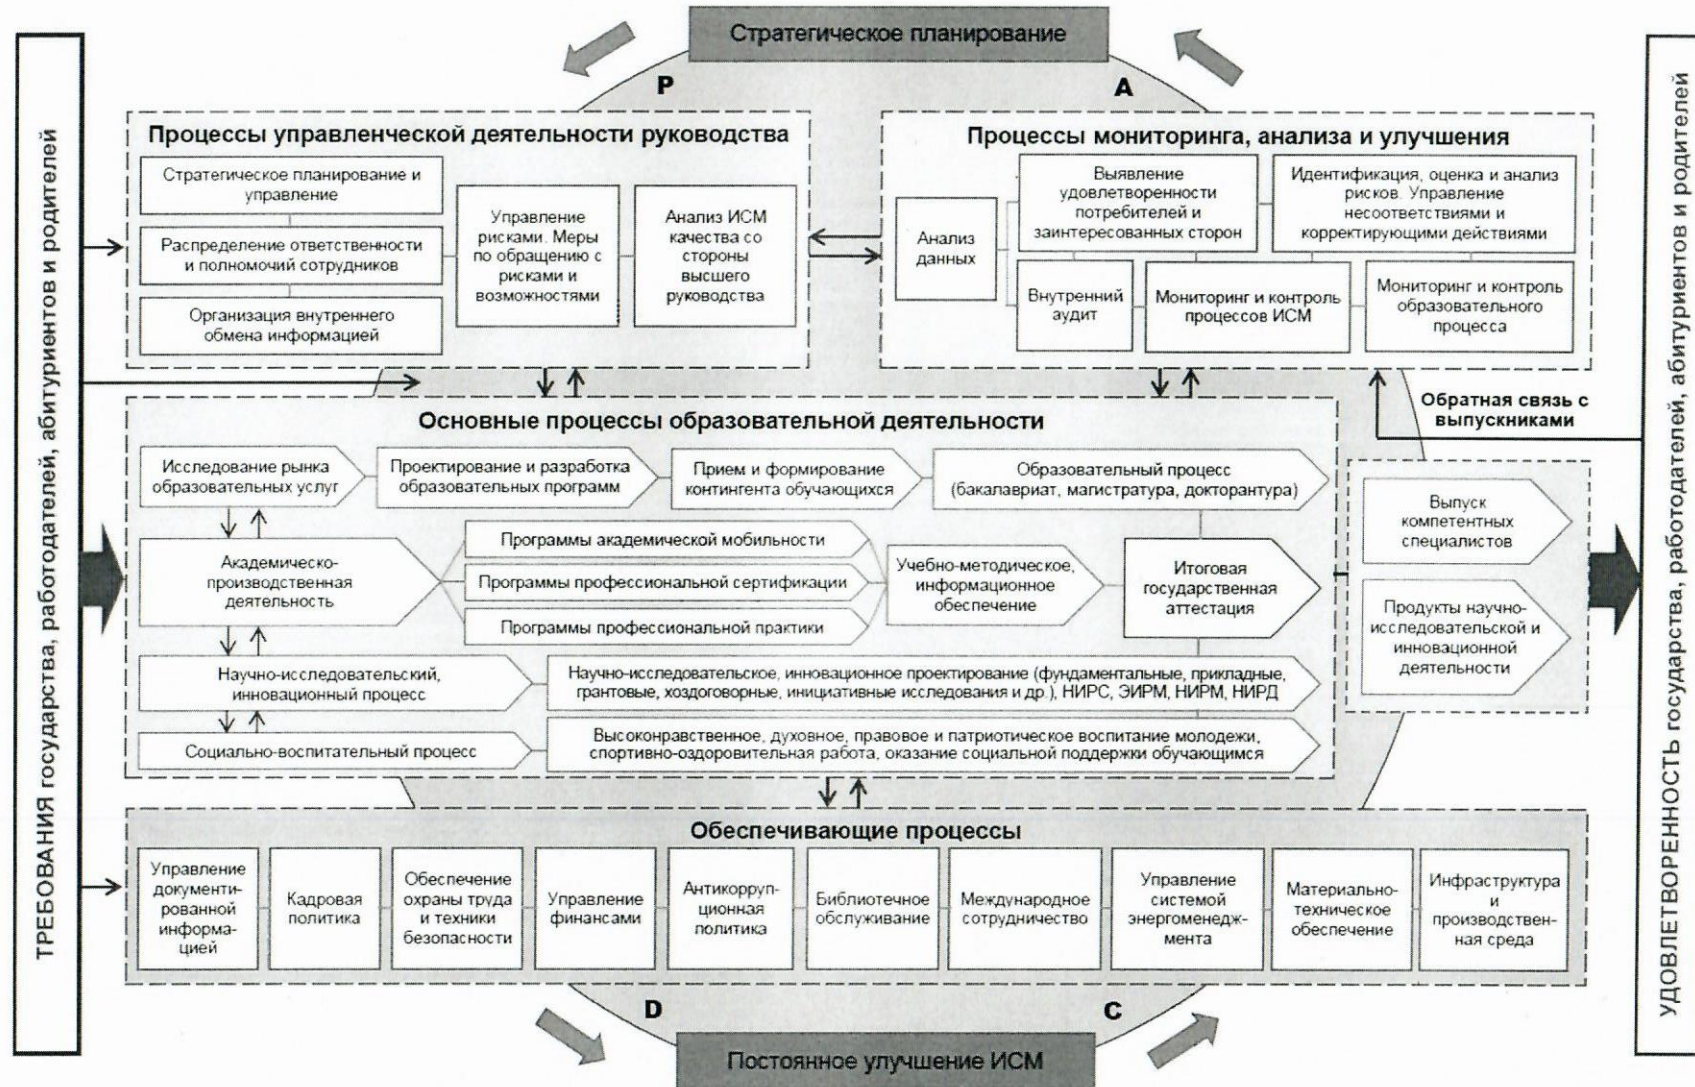 Стратегическое планирование
P
A
ТРЕБОВАНИЯ государства, работодателей, абитуриентов и родителей
Процессы управленческой деятельности руководства
Стратегическое планирование и
управление
Распределение ответственности
и полномочий сотрудников
Организация внутреннего
обмена информацией
Управление
рисками. Меры
по обращению с
рисками и
возможностями
Анализ ИСМ
качества со
стороны
высшего
руководства
Процессы мониторинга, анализа и улучшения
Анализ
данных
Выявление
удовлетворенности
потребителей и
заинтересованных сторон
Идентификация, оценка и анализ
рисков. Управление
несоответствиями и
корректирующими действиями
Внутренний
аудит
Мониторинг и контроль
процессов ИСМ
Мониторинг и контроль
образовательного
процесса
Обратная связь с
выпускниками
Основные процессы образовательной деятельности
Исследование рынка
образовательных услуг
Проектирование и разработка
образовательных программ
Прием и формирование
контингента обучающихся
Образовательный процесс
(бакалавриат, магистратура, докторантура)
Академическо-
производственная
деятельность
Программы академической мобильности
Программы профессиональной сертификации
Программы профессиональной практики
Учебно-методическое,
информационное
обеспечение
Итоговая
государственная
аттестация
Научно-исследовательский,
инновационный процесс
Научно-исследовательское, инновационное проектирование (фундаментальные, прикладные,
грантовые, хоздоговорные, инициативные исследования и др.), НИРС, ЭИРМ, НИРМ, НИРД
Социально-воспитательный процесс
Высоконравственное, духовное, правовое и патриотическое воспитание молодежи,
спортивно-оздоровительная работа, оказание социальной поддержки обучающимся
Выпуск
компетентных
специалистов
Продукты научно-
исследовательской и
инновационной
деятельности
Обеспечивающие процессы
Управление
документи-
рованной
информа-
цией
Кадровая
политика
Обеспечение
охраны труда
и техники
безопасности
Управление
финансами
Антикорруп-
ционная
политика
Библиотечное
обслуживание
Международное
сотрудничество
Управление
системой
энергоменедж-
мента
Материально-
техническое
обеспечение
Инфраструктура
и
производствен-
ная среда
D
C
Постоянное улучшение ИСМ
УДОВЛЕТВОРЕННОСТЬ государства, работодателей, абитуриентов и родителей